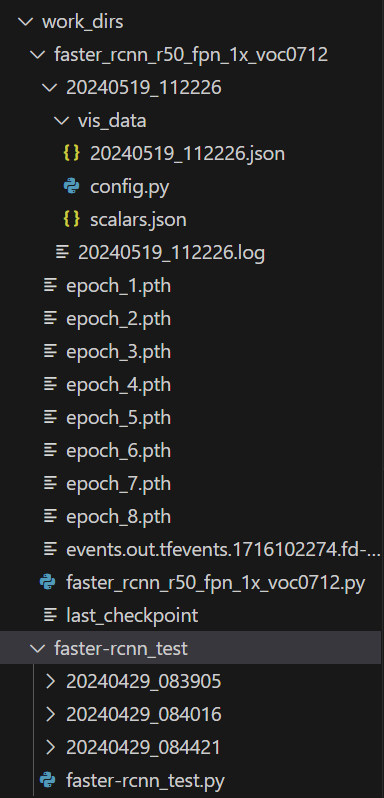 work_dirs
faster_rcnn_r50_fpn_1x_voc0712
20240519_112226
vis_data
20240519_112226.json
config.py
scalars.json
20240519_112226.log
epoch_1.pth
epoch_2.pth
epoch_3.pth
epoch_4.pth
epoch_5.pth
epoch_6.pth
epoch_7.pth
epoch_8.pth
events.out.tfevents.1716102274.fd-...
faster_rcnn_r50_fpn_1x_voc0712.py
last_checkpoint
faster-rcnn_test
20240429_083905
20240429_084016
20240429_084421
faster-rcnn_test.py